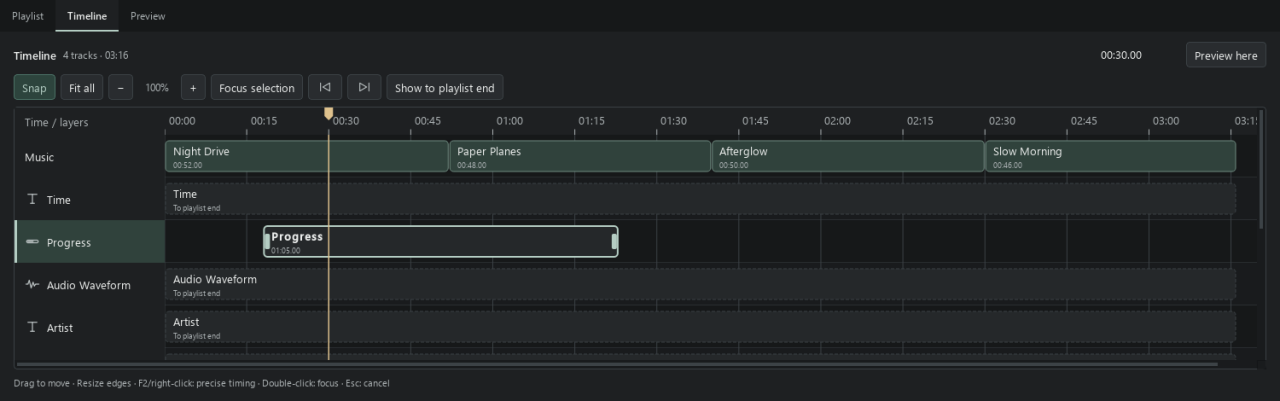 Playlist Timeline Preview
Timeline 4 tracks · 03:16 00:30.00 Preview here
Snap Fit all − 100% + Focus selection Show to playlist end
Time / layers 00:00 00:15 00:30 00:45 01:00 01:15 01:30 01:45 02:00 02:15 02:30 02:45 03:00 03:15
Music Night Drive Paper Planes Afterglow Slow Morning
00:52.00 00:48.00 00:50.00 00:46.00
Time Time
To playlist end
Progress Progress
01:05.00
Audio Waveform Audio Waveform
To playlist end
Artist Artist
To playlist end
Drag to move · Resize edges · F2/right-click: precise timing · Double-click: focus · Esc: cancel